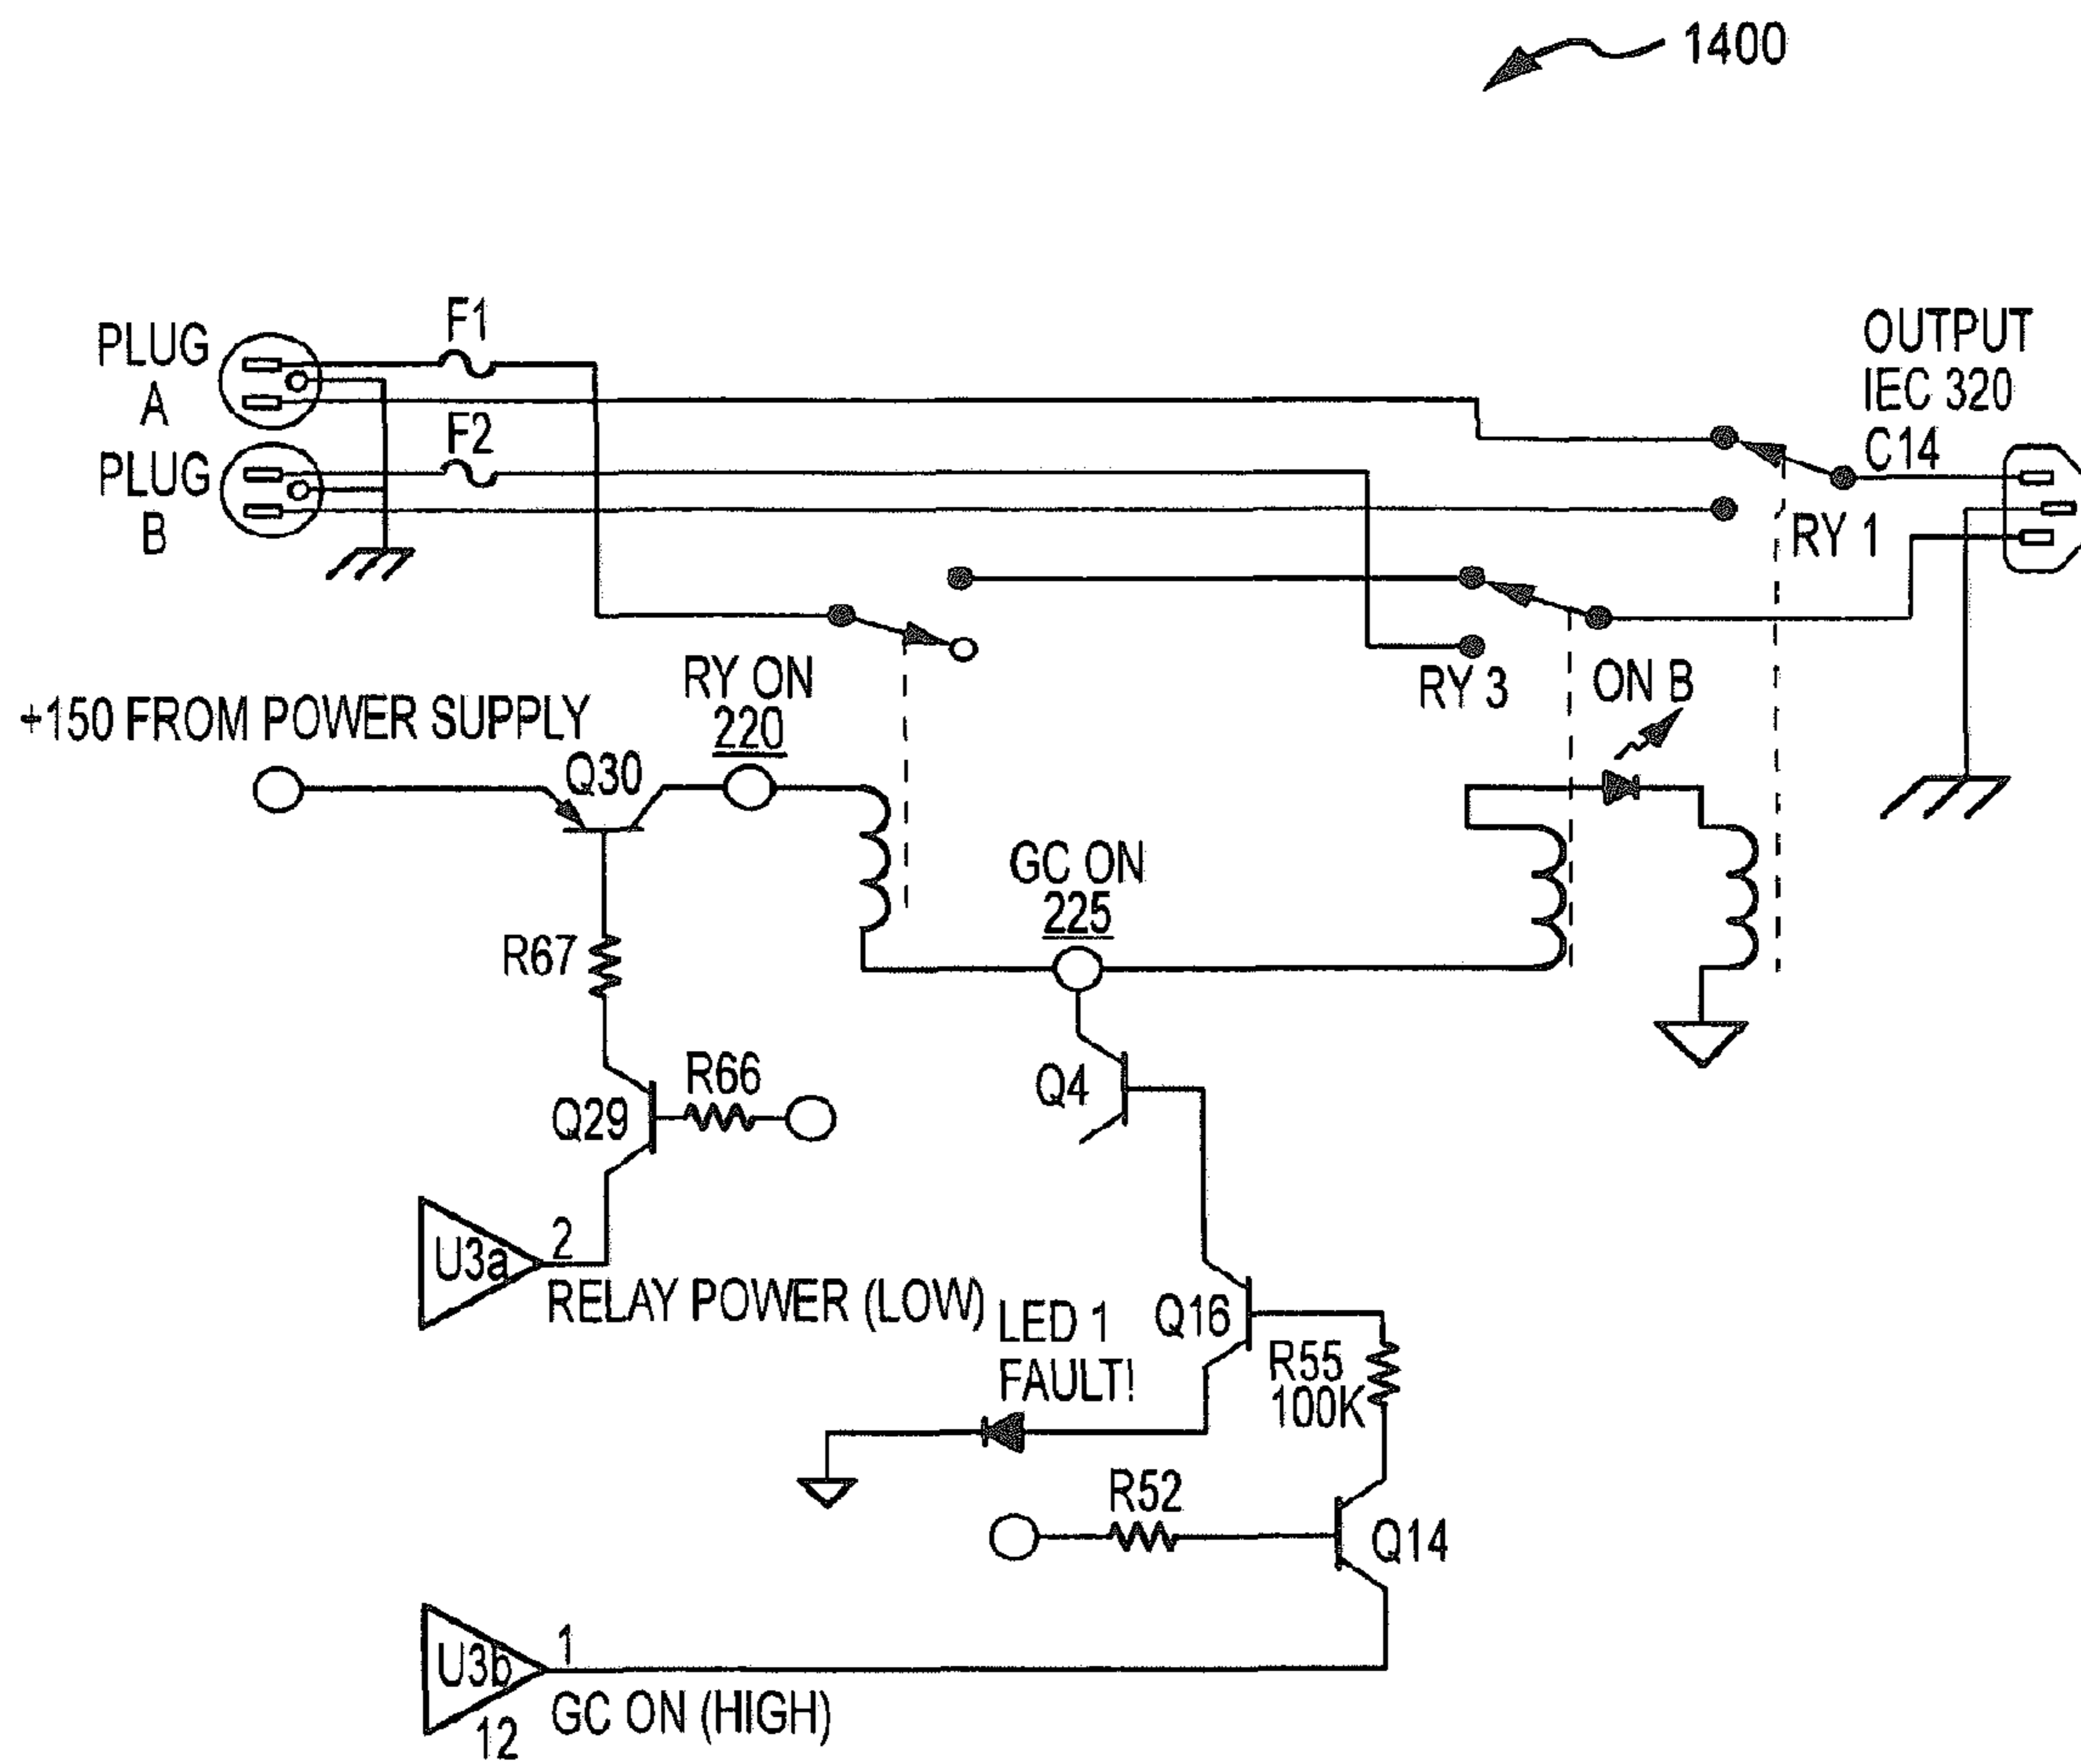 1400
PLUG
A
F1
PLUG
B
F2
OUTPUT
IEC 320
C14
RY 1
RY 3
ON B
RY ON
220
+150 FROM POWER SUPPLY
Q30
GC ON
225
R67
Q4
R66
Q29
U3a
2
RELAY POWER (LOW)
LED 1
FAULT!
Q16
R55
100K
R52
Q14
U3b
1
12
GC ON (HIGH)